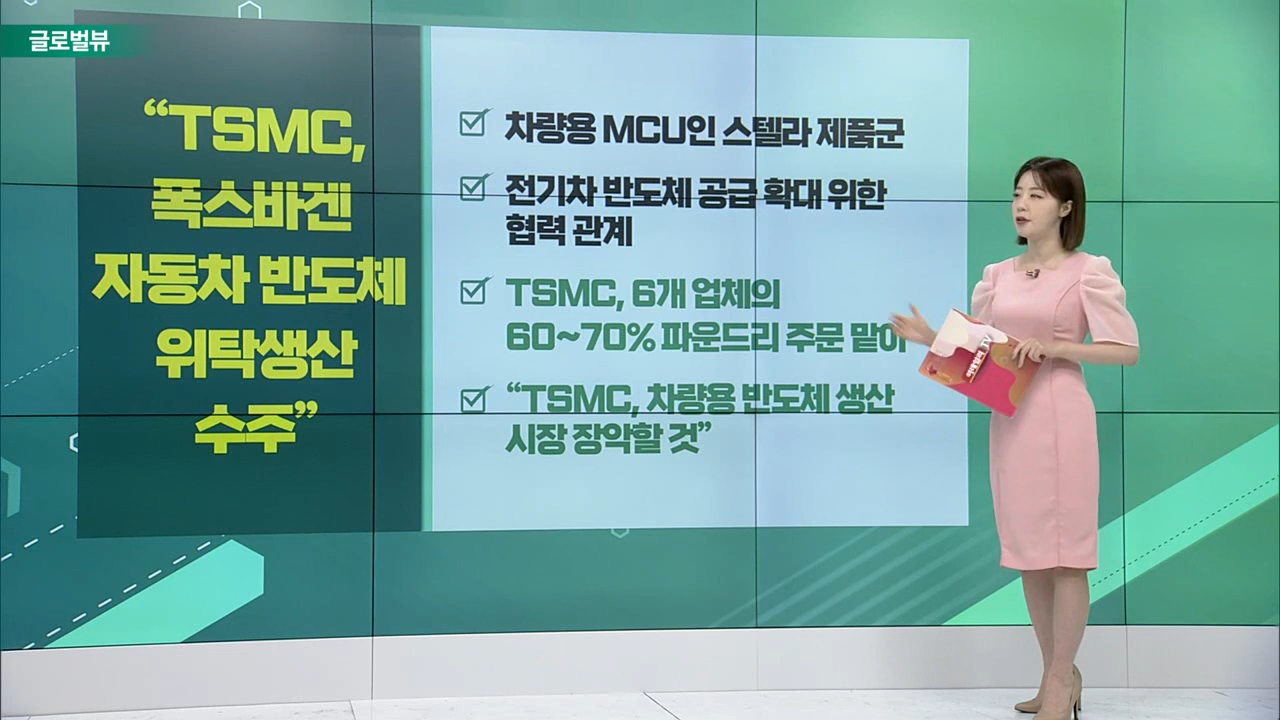 글로벌뷰
“TSMC,
폭스바겐
자동차 반도체
위탁생산
수주”
차량용 MCU인 스텔라 제품군
전기차 반도체 공급 확대 위한
협력 관계
TSMC, 6개 업체의
60~70% 파운드리 주문 맡아
“TSMC, 차량용 반도체 생산
시장 장악할 것”